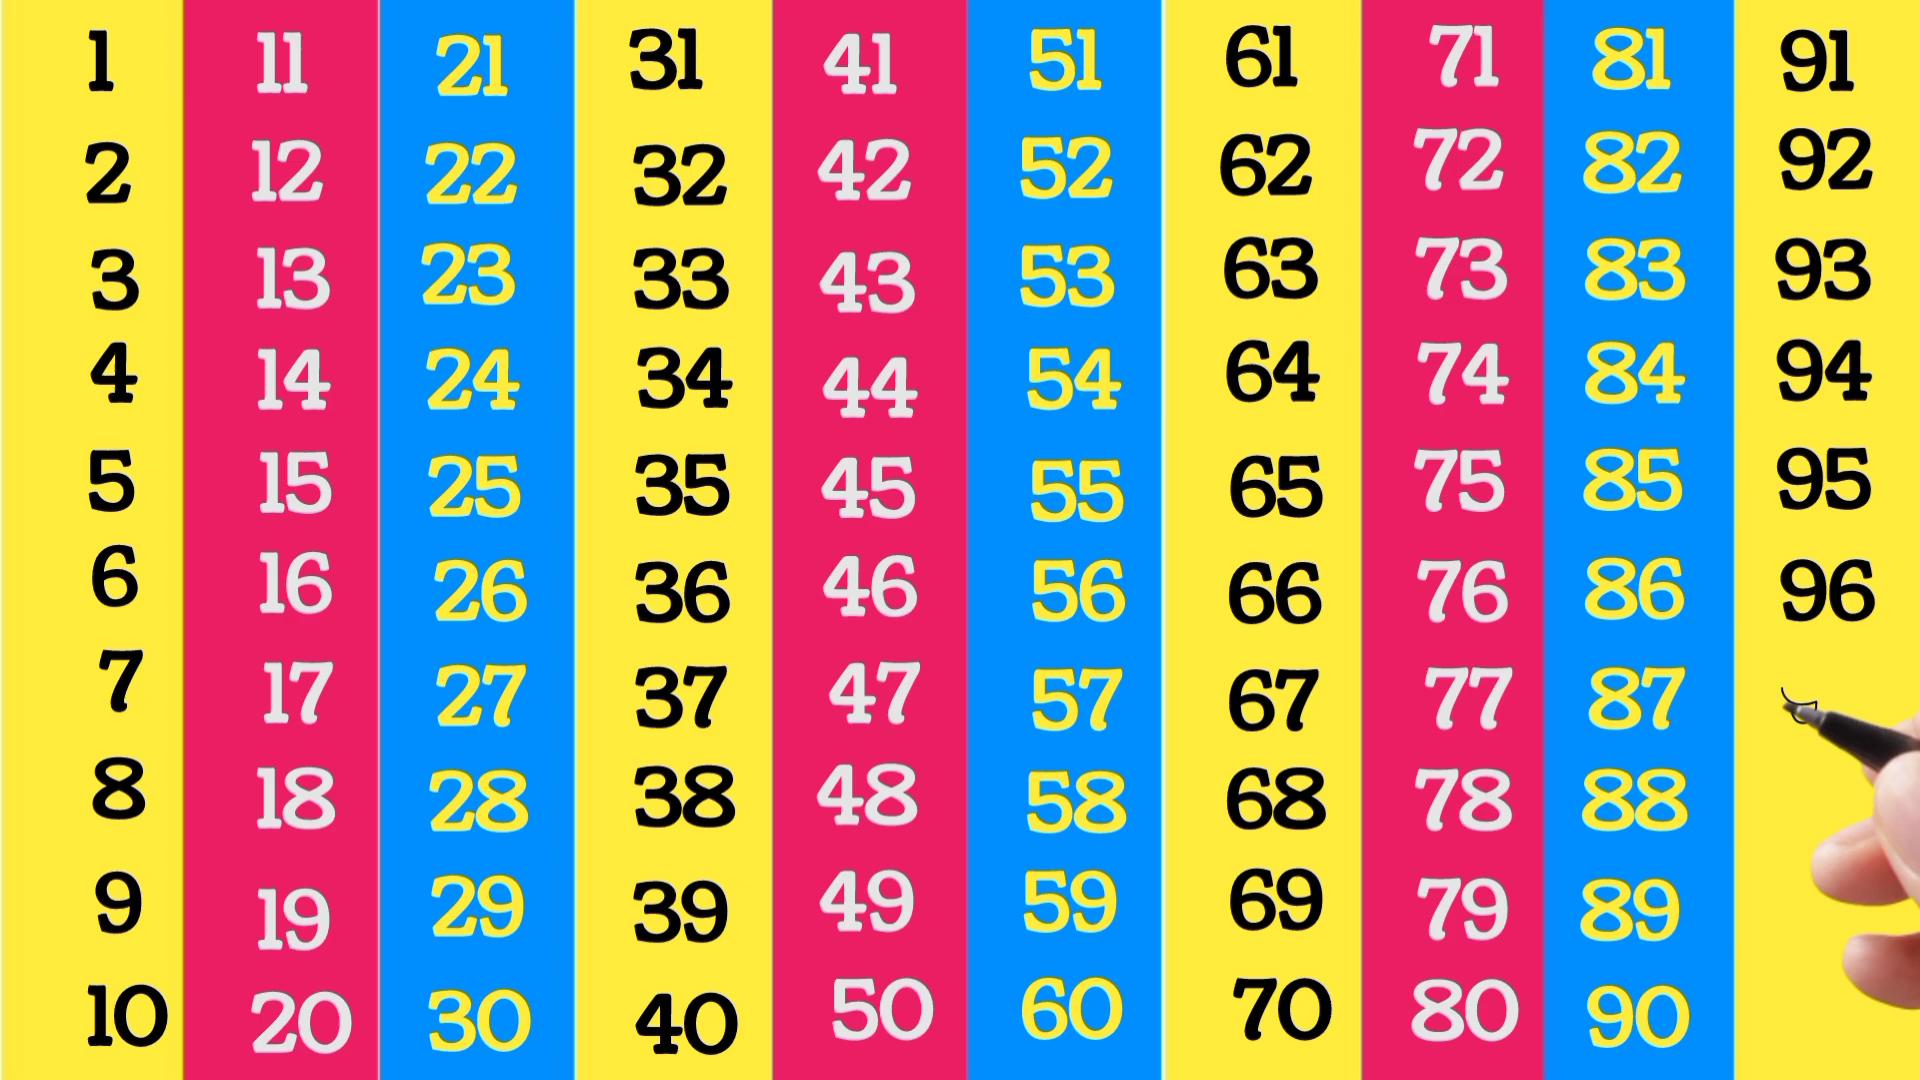 1 11 21 31 41 51 61 71 81 91
2 12 22 32 42 52 62 72 82 92
3 13 23 33 43 53 63 73 83 93
4 14 24 34 44 54 64 74 84 94
5 15 25 35 45 55 65 75 85 95
6 16 26 36 46 56 66 76 86 96
7 17 27 37 47 57 67 77 87
8 18 28 38 48 58 68 78 88
9 19 29 39 49 59 69 79 89
10 20 30 40 50 60 70 80 90